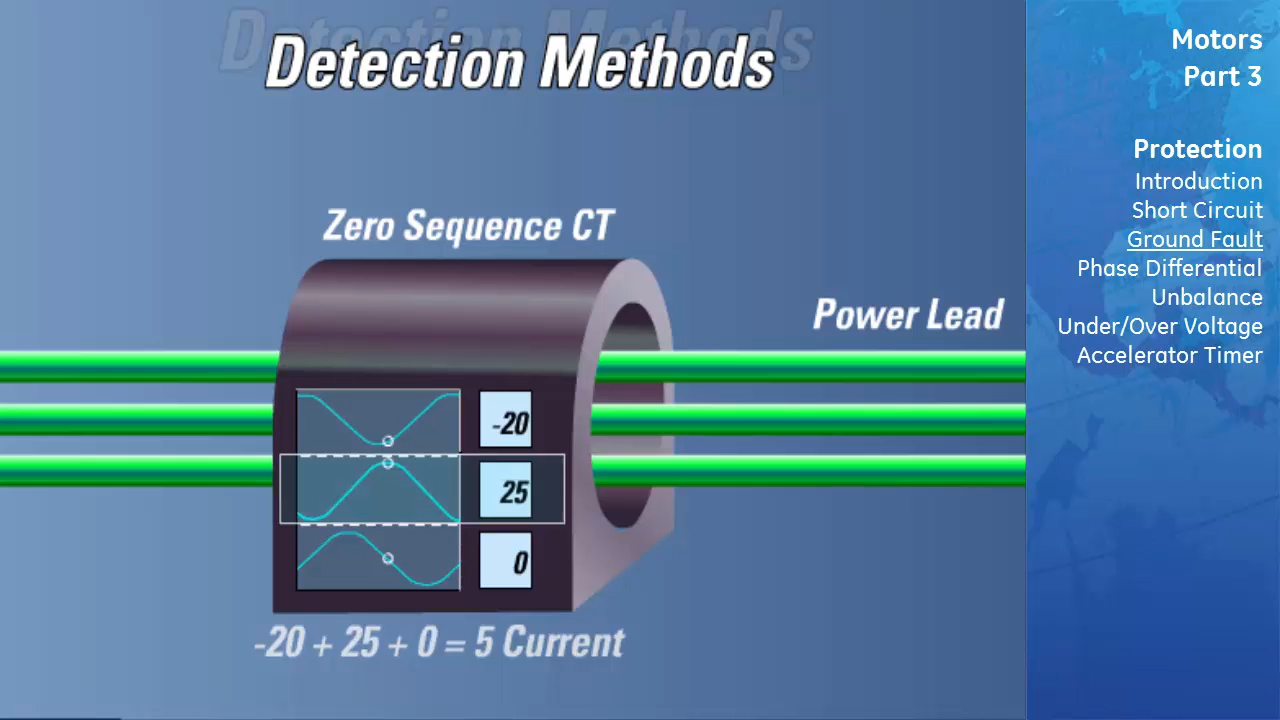 Detection Methods
Zero Sequence CT
Power Lead
-20
25
0
-20 + 25 + 0 = 5 Current
Motors
Part 3
Protection
Introduction
Short Circuit
Ground Fault
Phase Differential
Unbalance
Under/Over Voltage
Accelerator Timer